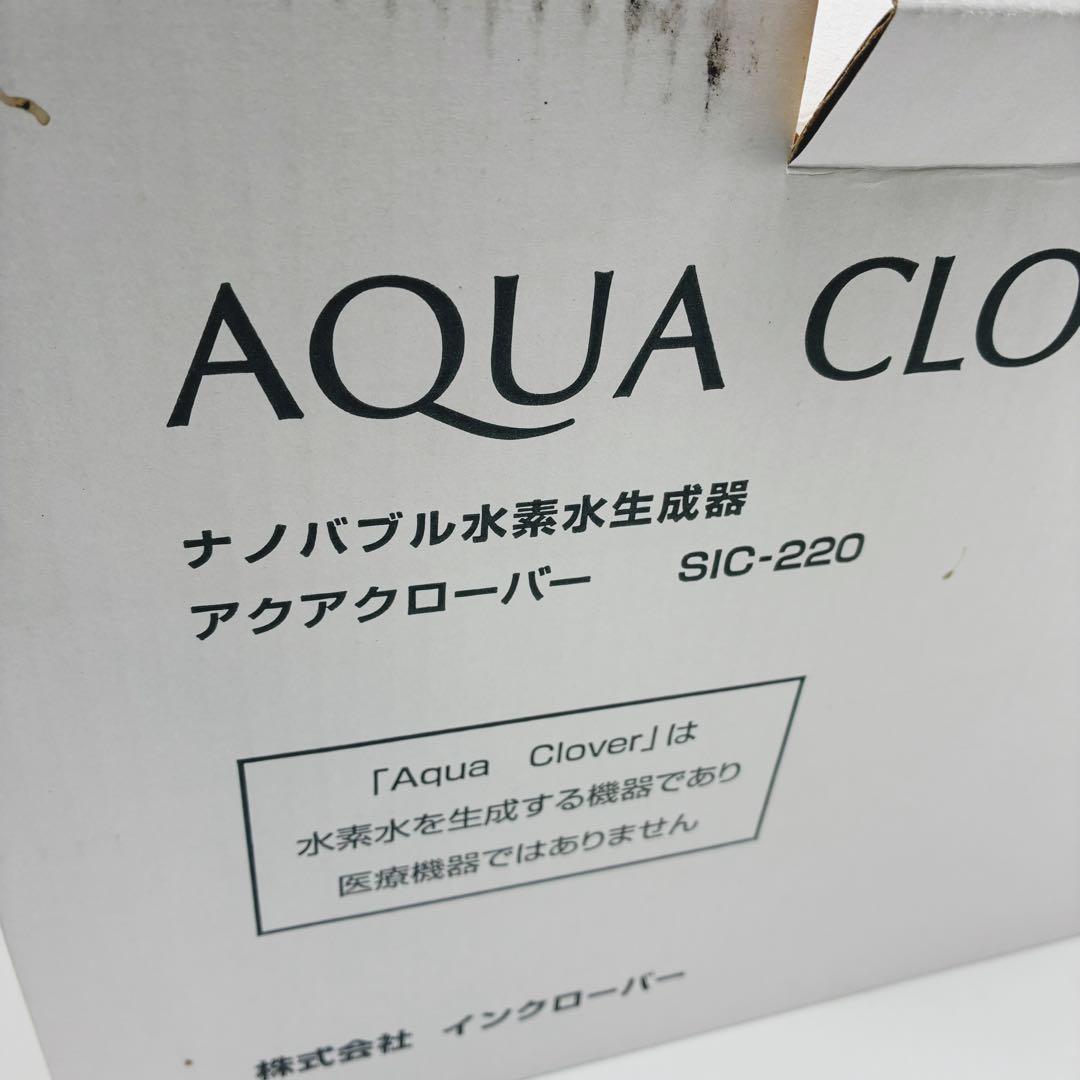 AQUA CLO
ナノバブル水素水生成器
アクアクローバー SIC-220
「Aqua Clover」は
水素水を生成する機器であり
医療機器ではありません
株式会社 インクローバー